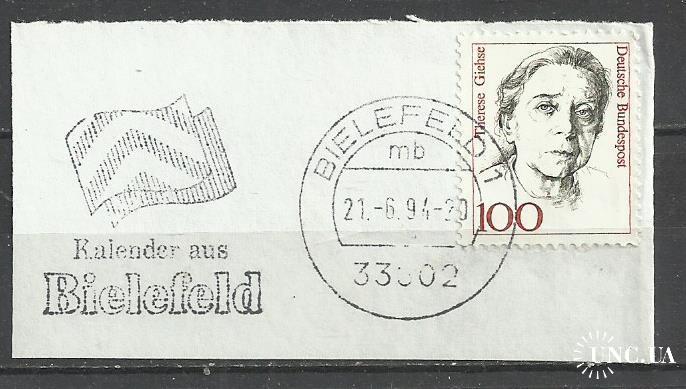 Kalender aus
Bielefeld
BIELEFELD 1
mb
21.-6.94-20
33602
Therese Giehse
Deutsche Bundespost
100
UNC.UA